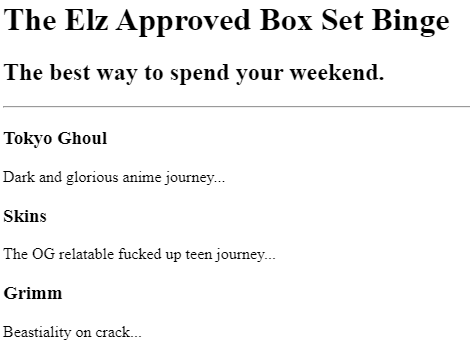 The Elz Approved Box Set Binge
The best way to spend your weekend.
Tokyo Ghoul
Dark and glorious anime journey...
Skins
The OG relatable fucked up teen journey...
Grimm
Beastiality on crack...